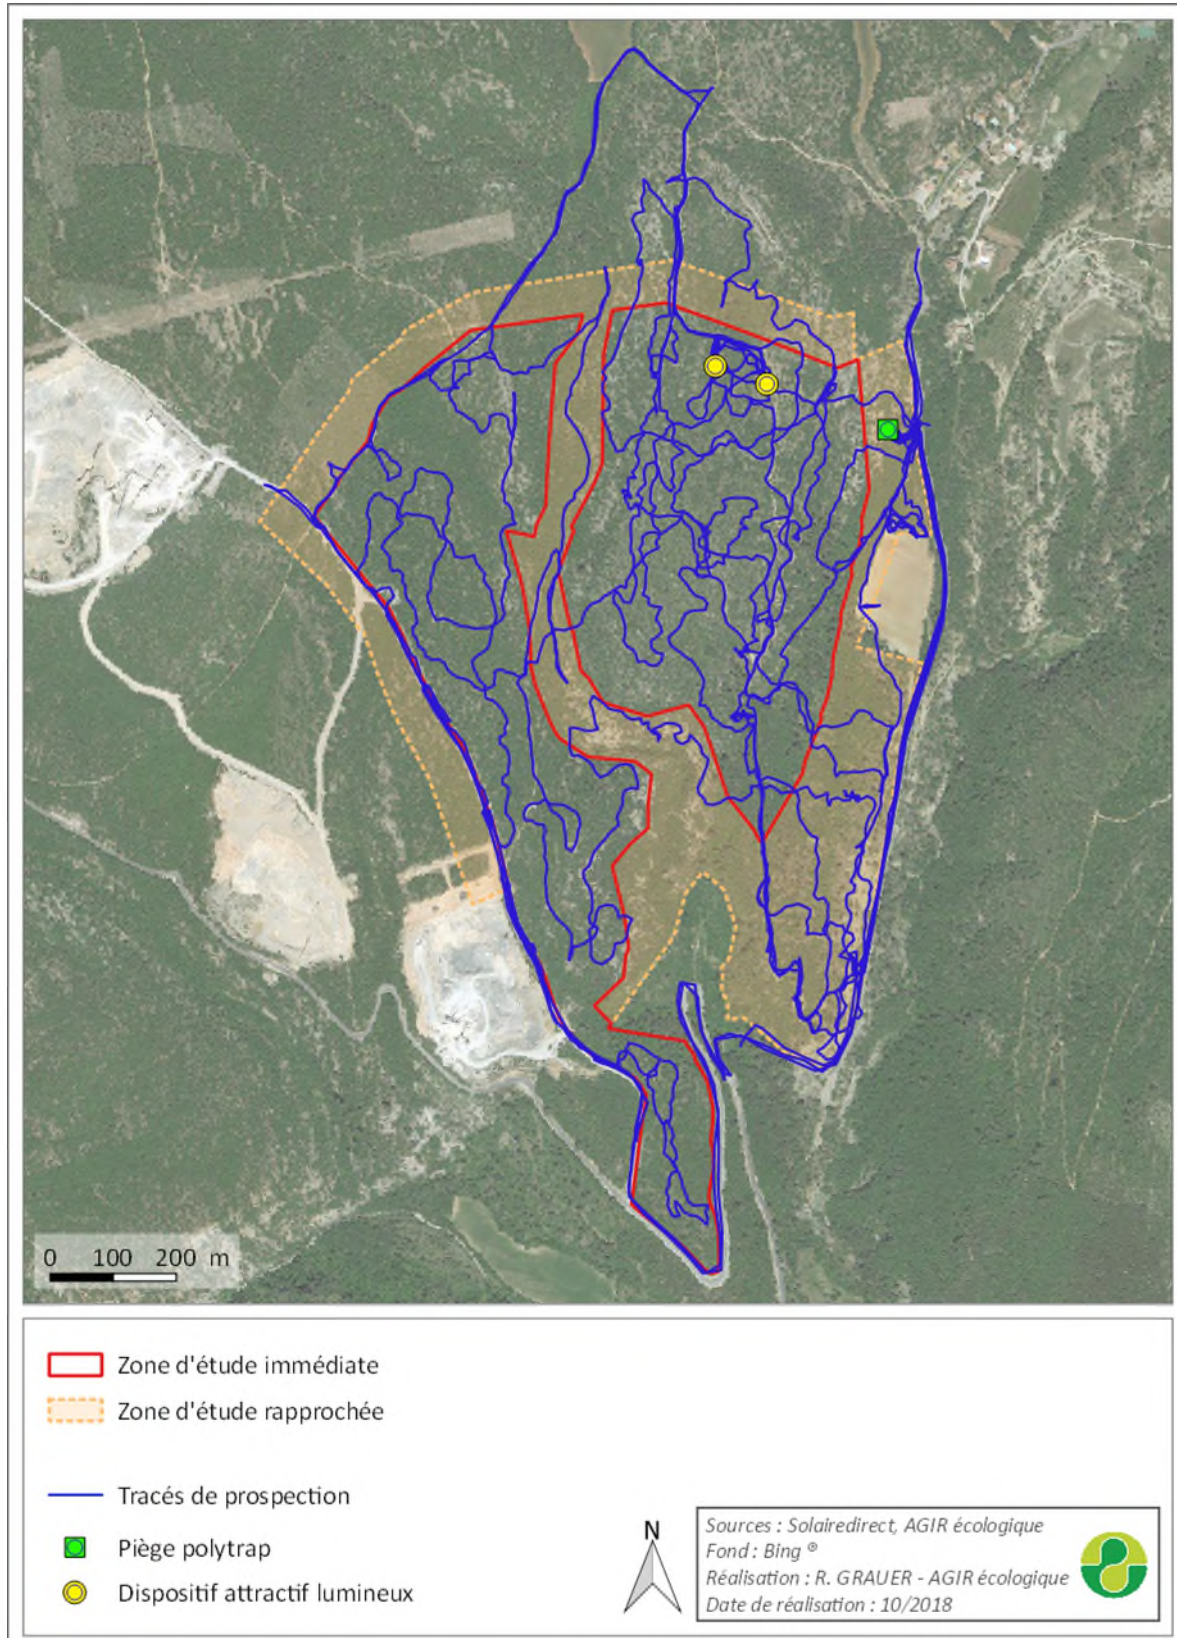 0 100 200 m
Zone d'étude immédiate
Zone d'étude rapprochée
Tracés de prospection
Piège polytrap
Dispositif attractif lumineux
N
Sources : Solairedirect, AGIR écologique
Fond : Bing ®
Réalisation : R. GRAUER - AGIR écologique
Date de réalisation : 10/2018